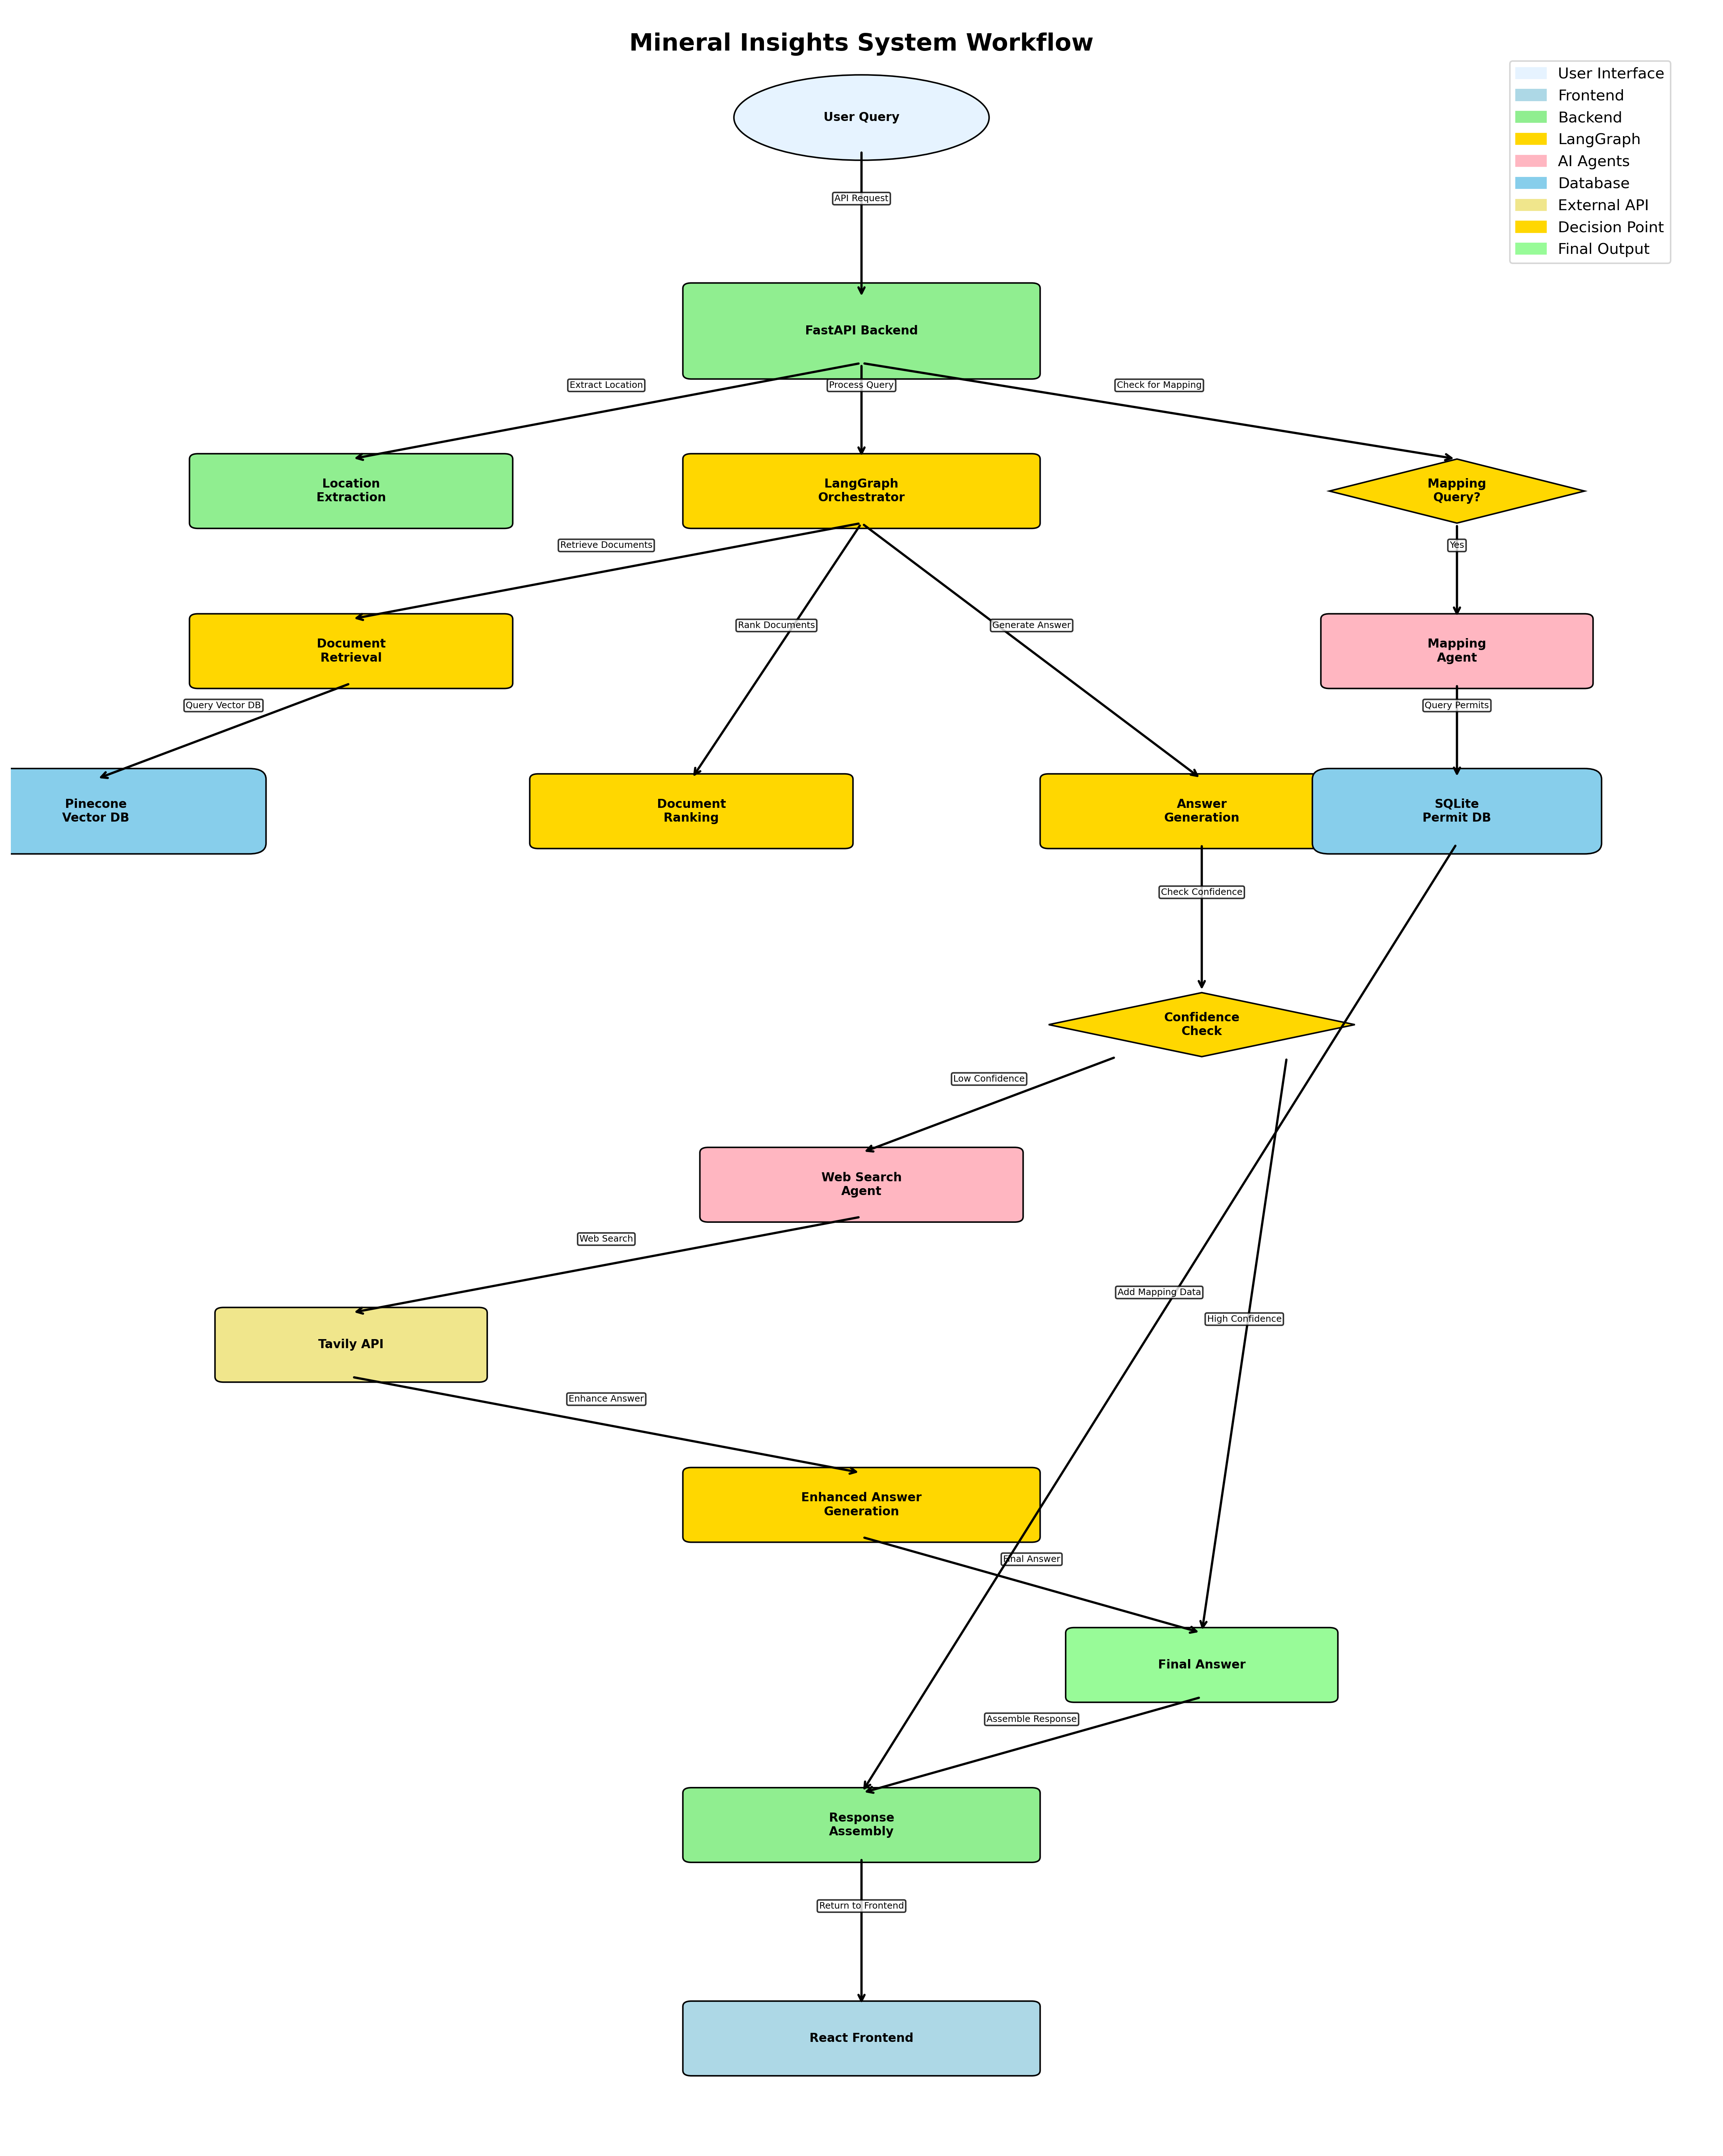 Mineral Insights System Workflow
User Interface
Frontend
Backend
LangGraph
AI Agents
Database
External API
Decision Point
Final Output
User Query
API Request
FastAPI Backend
Extract Location
Process Query
Check for Mapping
Location
Extraction
LangGraph
Orchestrator
Mapping
Query?
Retrieve Documents
Yes
Rank Documents
Generate Answer
Document
Retrieval
Mapping
Agent
Query Vector DB
Query Permits
Pinecone
Vector DB
Document
Ranking
Answer
Generation
SQLite
Permit DB
Check Confidence
Confidence
Check
Low Confidence
Web Search
Agent
Web Search
Add Mapping Data
High Confidence
Tavily API
Enhance Answer
Enhanced Answer
Generation
Final Answer
Final Answer
Assemble Response
Response
Assembly
Return to Frontend
React Frontend